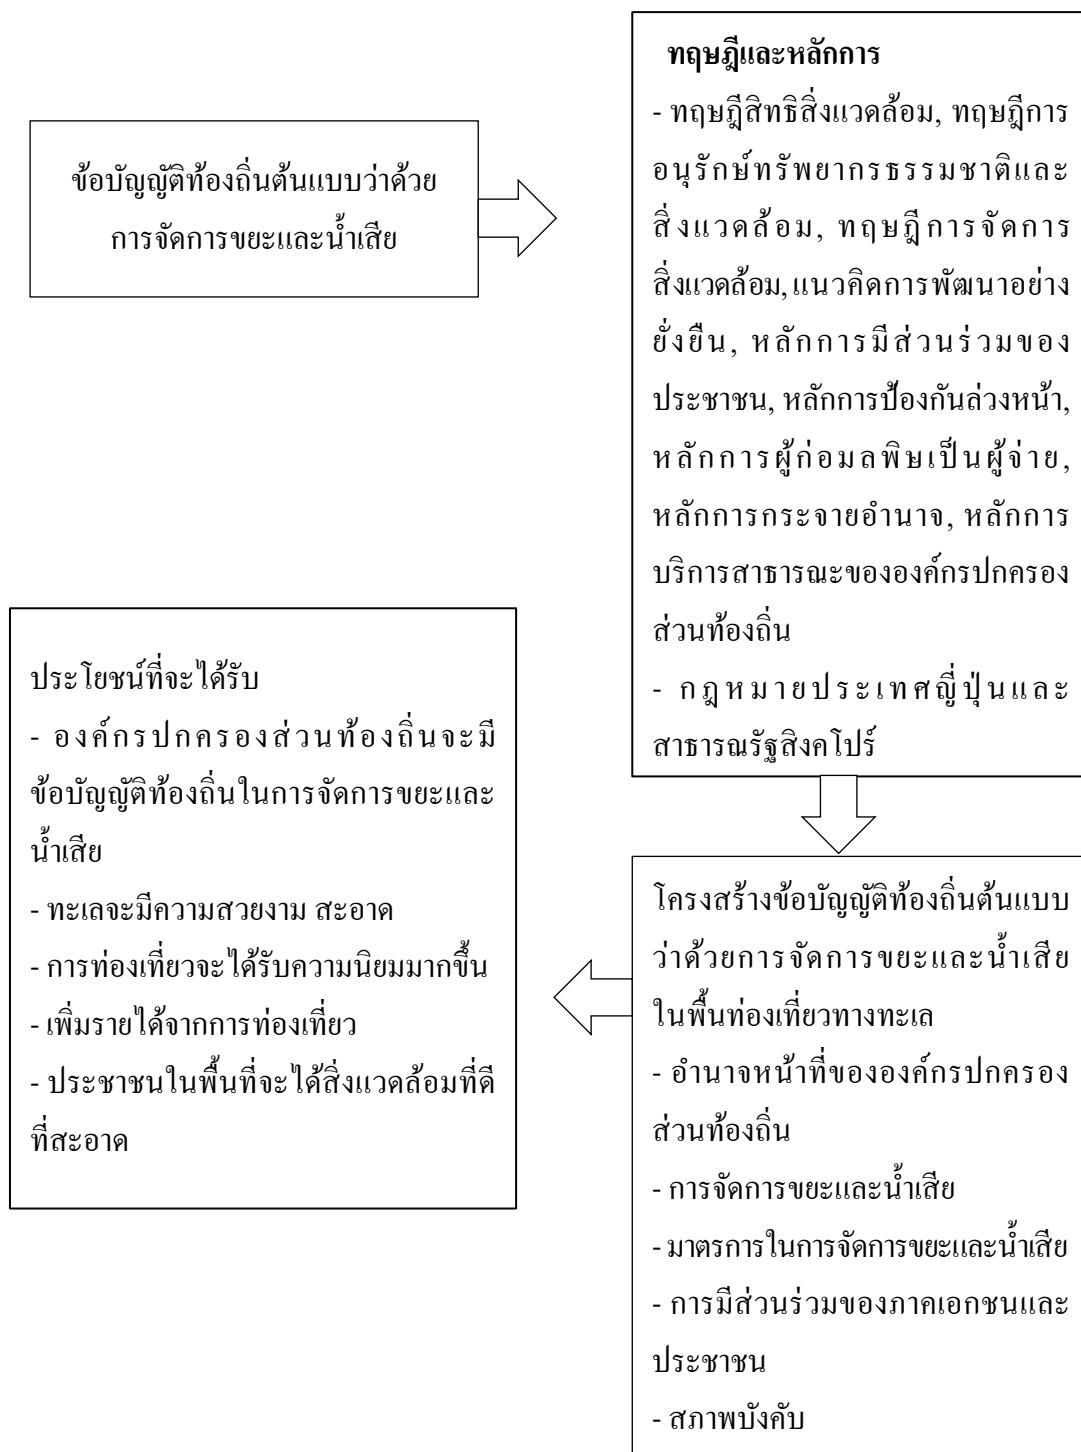 ข้อบัญญัติท้องถิ่นต้นแบบว่าด้วย
การจัดการขยะและน้ำเสีย
ทฤษฎีและหลักการ
- ทฤษฎีสิทธิสิ่งแวดล้อม, ทฤษฎีการ
อนุรักษ์ทรัพยากรธรรมชาติและ
สิ่งแวดล้อม, ทฤษฎีการจัดการ
สิ่งแวดล้อม, แนวคิดการพัฒนาอย่าง
ยั่งยืน, หลักการมีส่วนร่วมของ
ประชาชน, หลักการป้องกันล่วงหน้า,
หลักการผู้ก่อมลพิษเป็นผู้จ่าย,
หลักการกระจายอำนาจ, หลักการ
บริการสาธารณะขององค์กรปกครอง
ส่วนท้องถิ่น
- กฎหมายประเทศญี่ปุ่นและ
สาธารณรัฐสิงคโปร์
โครงสร้างข้อบัญญัติท้องถิ่นต้นแบบ
ว่าด้วยการจัดการขยะและน้ำเสีย
ในพื้นท่องเที่ยวทางทะเล
- อำนาจหน้าที่ขององค์กรปกครอง
ส่วนท้องถิ่น
- การจัดการขยะและน้ำเสีย
- มาตรการในการจัดการขยะและน้ำเสีย
- การมีส่วนร่วมของภาคเอกชนและ
ประชาชน
- สภาพบังคับ
ประโยชน์ที่จะได้รับ
- องค์กรปกครองส่วนท้องถิ่นจะมี
ข้อบัญญัติท้องถิ่นในการจัดการขยะและ
น้ำเสีย
- ทะเลจะมีความสวยงาม สะอาด
- การท่องเที่ยวจะได้รับความนิยมมากขึ้น
- เพิ่มรายได้จากการท่องเที่ยว
- ประชาชนในพื้นที่จะได้สิ่งแวดล้อมที่ดี
ที่สะอาด